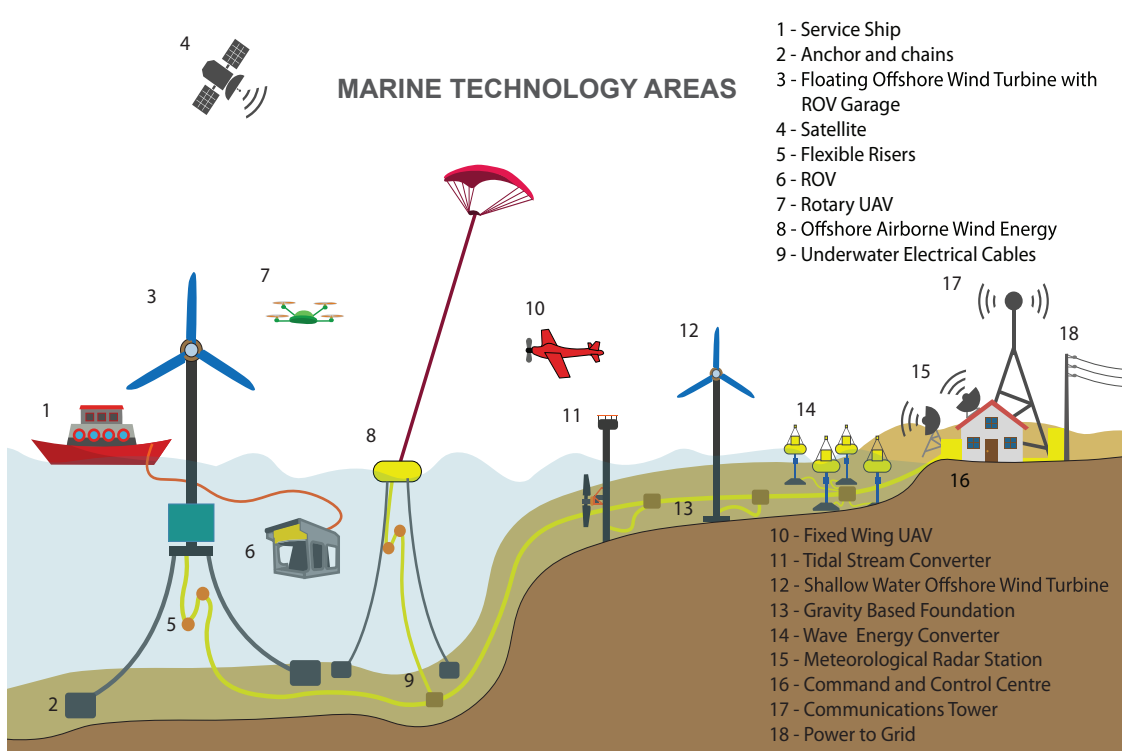 MARINE TECHNOLOGY AREAS
1 - Service Ship
2 - Anchor and chains
3 - Floating Offshore Wind Turbine with
ROV Garage
4 - Satellite
5 - Flexible Risers
6 - ROV
7 - Rotary UAV
8 - Offshore Airborne Wind Energy
9 - Underwater Electrical Cables
4
3
7
10
12
17
18
1
8
11
14
15
6
13
16
5
9
2
10 - Fixed Wing UAV
11 - Tidal Stream Converter
12 - Shallow Water Offshore Wind Turbine
13 - Gravity Based Foundation
14 - Wave Energy Converter
15 - Meteorological Radar Station
16 - Command and Control Centre
17 - Communications Tower
18 - Power to Grid